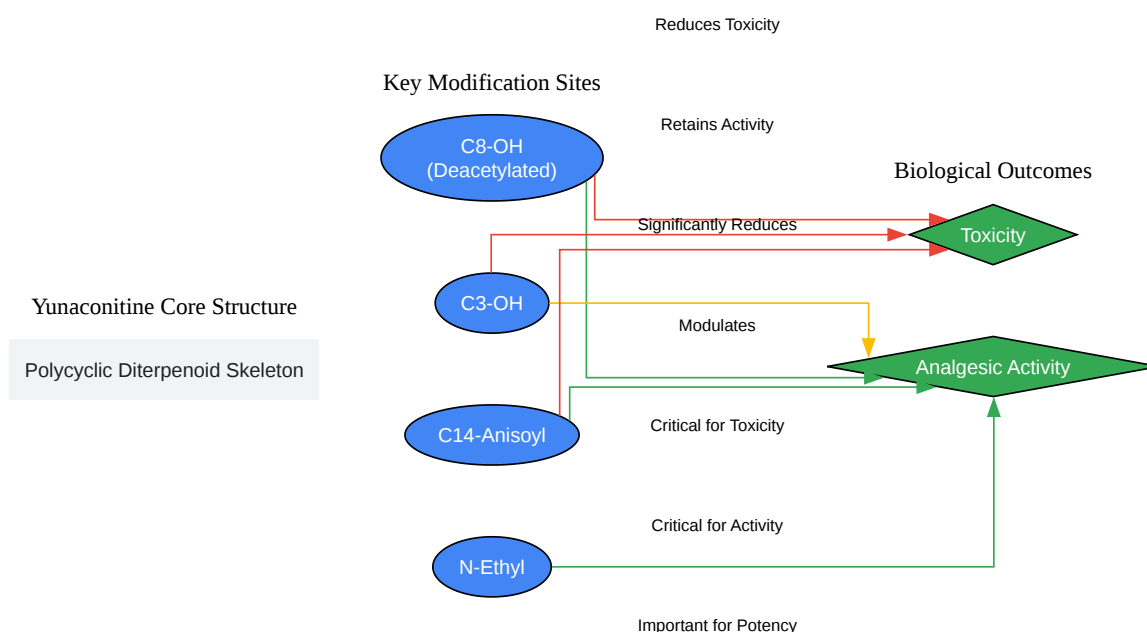 Reduces Toxicity
Key Modification Sites
C8-OH
(Deacetylated)
Retains Activity
Biological Outcomes
Significantly Reduces
Toxicity
C3-OH
Yunaconitine Core Structure
Modulates
Polycyclic Diterpenoid Skeleton
Analgesic Activity
C14-Anisoyl
Critical for Toxicity
Critical for Activity
N-Ethyl
Important for Potency